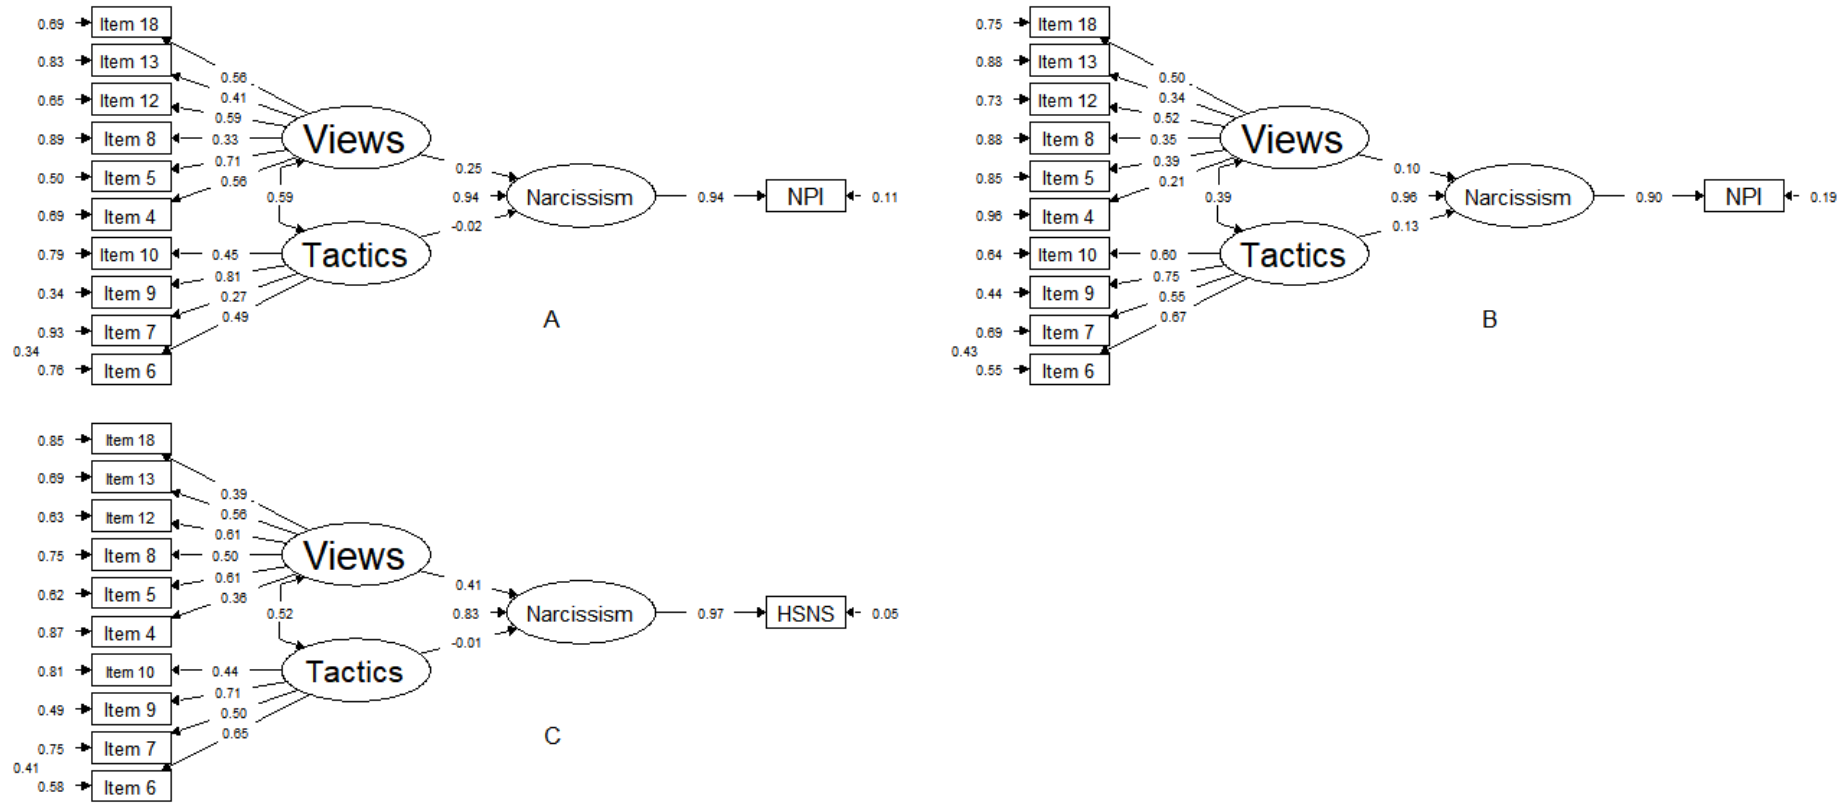 0.69 Item 18
0.83 Item 13
0.56
0.65 Item 12
0.41
0.59
0.89 Item 8
0.33
Views
0.50 Item 5
0.71
0.25
0.56
0.59
0.94
Narcissism
0.94
NPI
0.11
0.69 Item 4
-0.02
0.79 Item 10
0.45
Tactics
0.81
0.34 Item 9
0.27
0.49
0.93 Item 7
0.34
0.76 Item 6
A
0.75 Item 18
0.88 Item 13
0.50
0.73 Item 12
0.34
0.52
0.88 Item 8
0.35
Views
0.85 Item 5
0.39
0.10
0.21
0.39
0.96
Narcissism
0.90
NPI
0.19
0.96 Item 4
0.13
0.64 Item 10
0.60
Tactics
0.75
0.44 Item 9
0.55
0.67
0.69 Item 7
0.43
0.55 Item 6
B
0.85 Item 18
0.69 Item 13
0.39
0.56
0.63 Item 12
0.61
0.75 Item 8
0.50
Views
0.62 Item 5
0.61
0.41
0.36
0.52
0.83
Narcissism
0.97
HSNS
0.05
0.87 Item 4
-0.01
0.81 Item 10
0.44
Tactics
0.71
0.49 Item 9
0.50
0.65
0.75 Item 7
0.41
0.58 Item 6
C